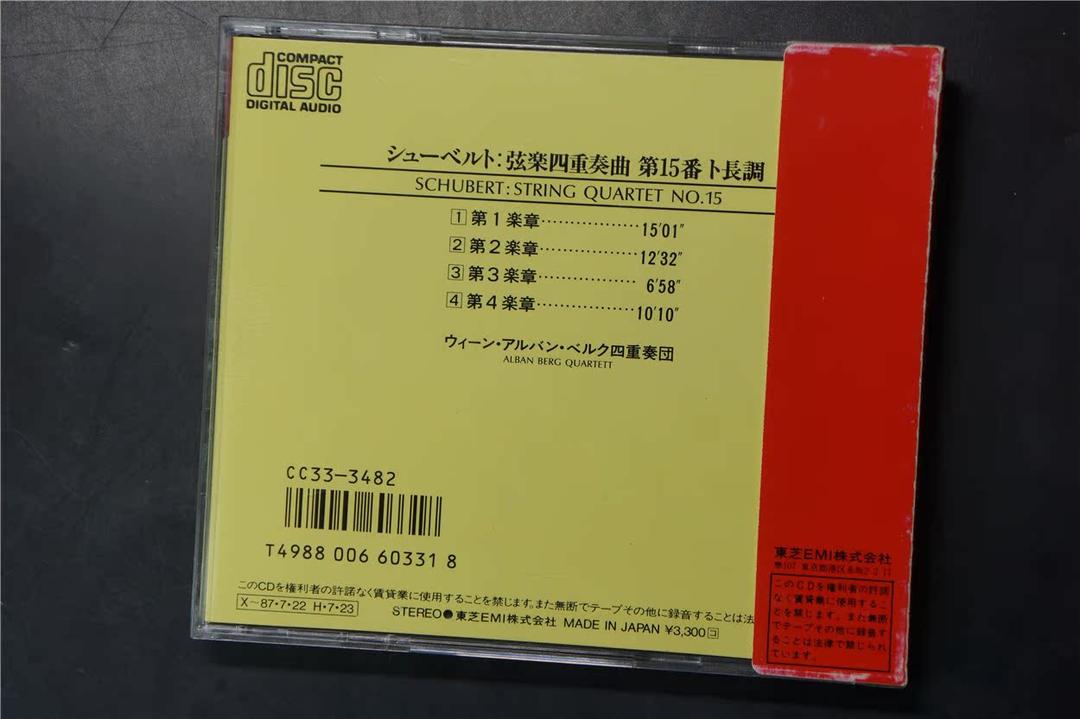 COMPACT
disc
DIGITAL AUDIO
シューベルト:弦楽四重奏曲 第15番ト長調
SCHUBERT: STRING QUARTET NO.15
1 第1楽章………………15'01"
2 第2楽章………………12'32"
3 第3楽章………………6'58"
4 第4楽章………………10'10"
ウィーン・アルバン・ベルク四重奏団
ALBAN BERG QUARTETT
CC33-3482
T4988 006 60331 8
このCDを権利者の許諾なく賃貸業に使用することを禁じます。また無断でテープその他に録音することは法
X-87・7・22 H・7・23
STEREO●東芝EMI株式会社 MADE IN JAPAN ¥3,300
東芝EMI株式会社
〒107 東京都港区赤坂2-2-17
このCDを権利者の許諾
なく賃貸業に使用するこ
とを禁じます。また無断
でテープその他に録音す
ることは法律で禁じられ
ています。